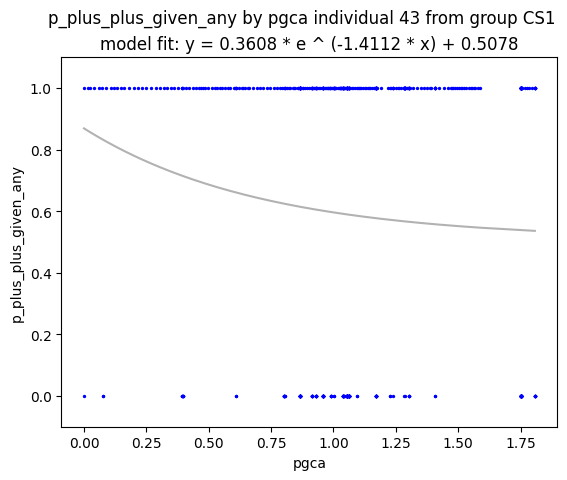 p_plus_plus_given_any by pgca individual 43 from group CS1
model fit: y = 0.3608 * e ^ (-1.4112 * x) + 0.5078
p_plus_plus_given_any
1.0
0.8
0.6
0.4
0.2
0.0
0.00 0.25 0.50 0.75 1.00 1.25 1.50 1.75
pgca